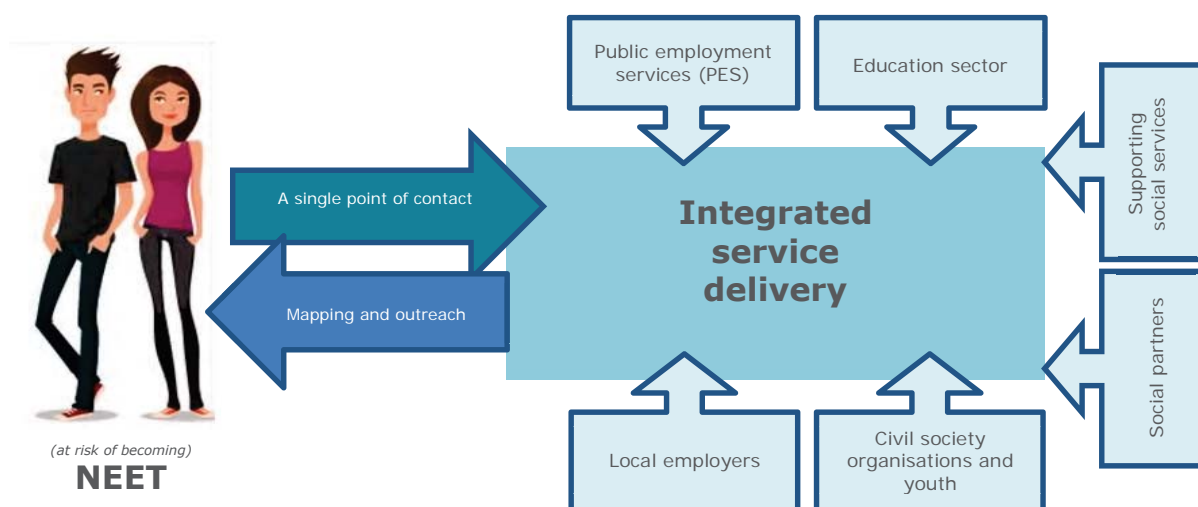 Public employment
services (PES)
Education sector
Supporting
social services
A single point of contact
Integrated
service
delivery
Mapping and outreach
Social partners
(at risk of becoming)
NEET
Local employers
Civil society
organisations and
youth